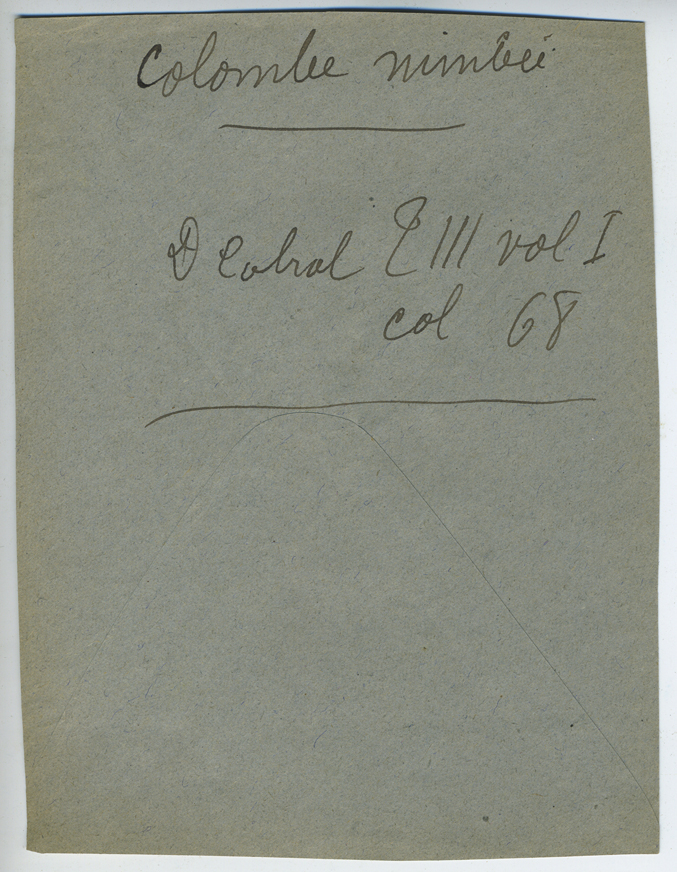 Colombe nimbée
D Cabrol T III vol I
col 68